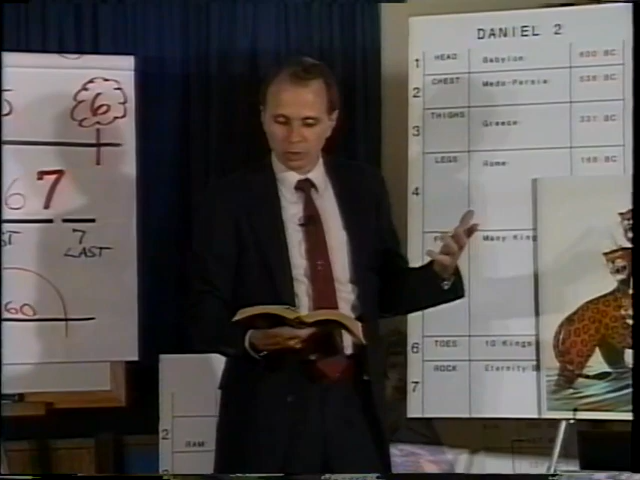 6
6 7
7
LAST
60
2
RAM
DANIEL 2
1 HEAD Babylon 600 BC
2 CHEST Medo-Persia 538 BC
3 THIGHS Greece 331 BC
4 LEGS Rome 168 BC
Many King
6 TOES 10 Kings
7 ROCK Eternity